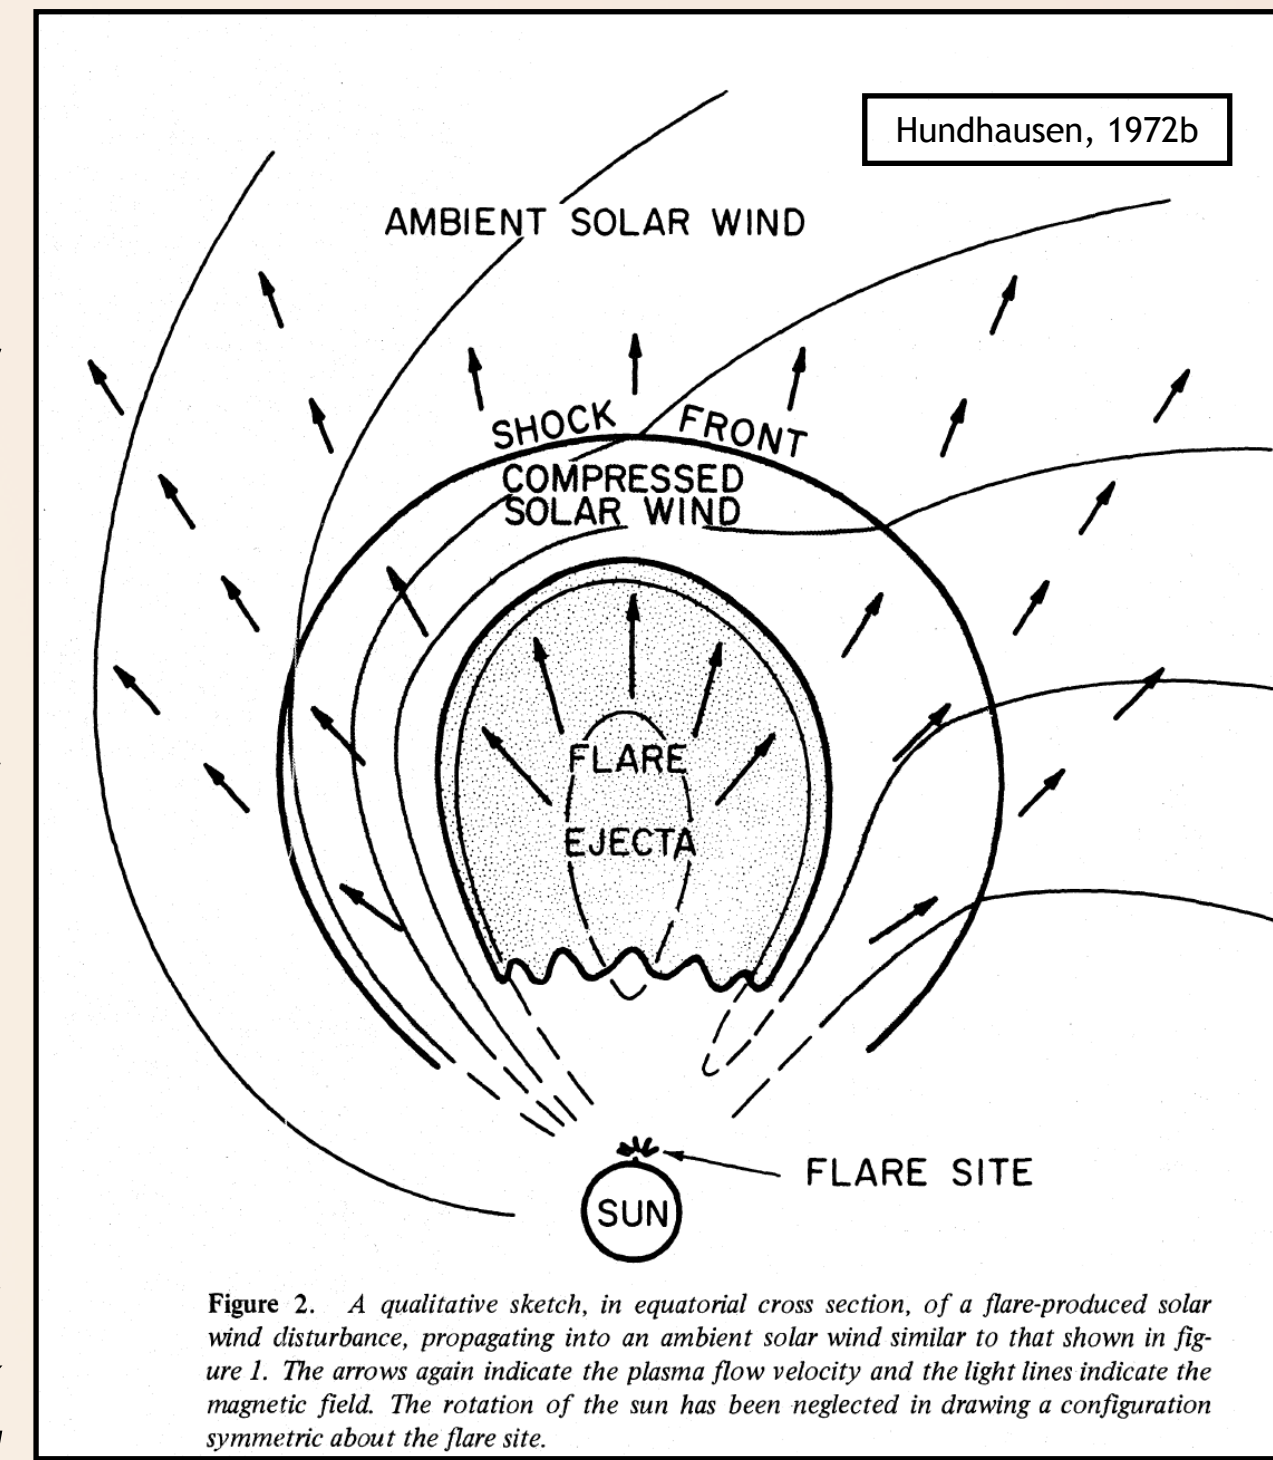 Hundhausen, 1972b
AMBIENT SOLAR WIND
SHOCK FRONT
COMPRESSED
SOLAR WIND
FLARE
EJECTA
FLARE SITE
SUN
Figure 2. A qualitative sketch, in equatorial cross section, of a flare-produced solar
wind disturbance, propagating into an ambient solar wind similar to that shown in fig-
ure 1. The arrows again indicate the plasma flow velocity and the light lines indicate the
magnetic field. The rotation of the sun has been neglected in drawing a configuration
symmetric about the flare site.